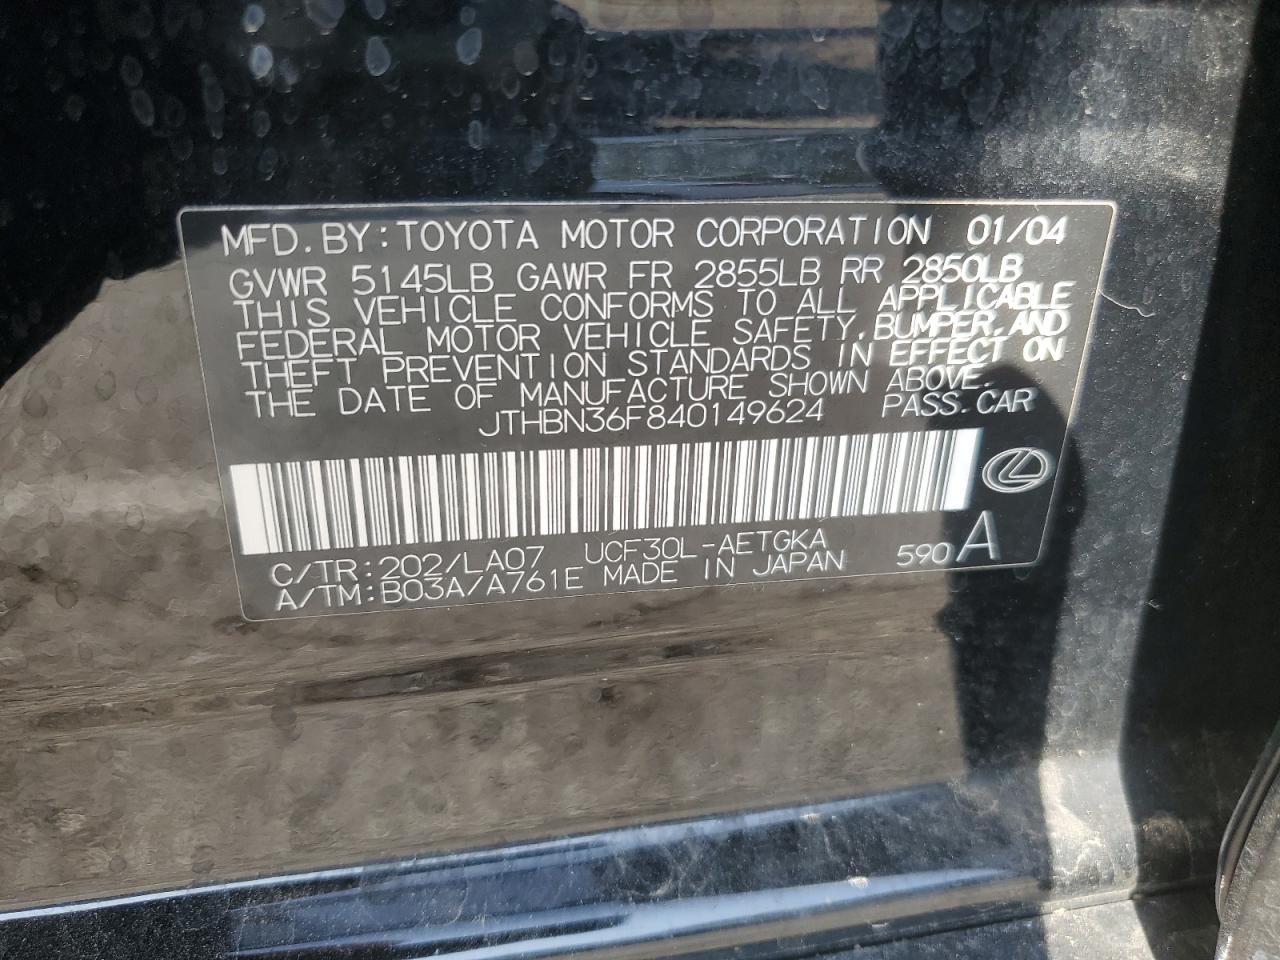 MFD. BY: TOYOTA MOTOR CORPORATION 01/04
GVWR 5145LB GAWR FR 2855LB RR 2850LB
THIS VEHICLE CONFORMS TO ALL APPLICABLE
FEDERAL MOTOR VEHICLE SAFETY, BUMPER, AND
THEFT PREVENTION STANDARDS IN EFFECT ON
THE DATE OF MANUFACTURE SHOWN ABOVE.
JTHBN36F840149624 PASS. CAR
C/TR: 202/LA07 UCF30L-AETGKA 590 A
A/TM: B03A/A761E MADE IN JAPAN